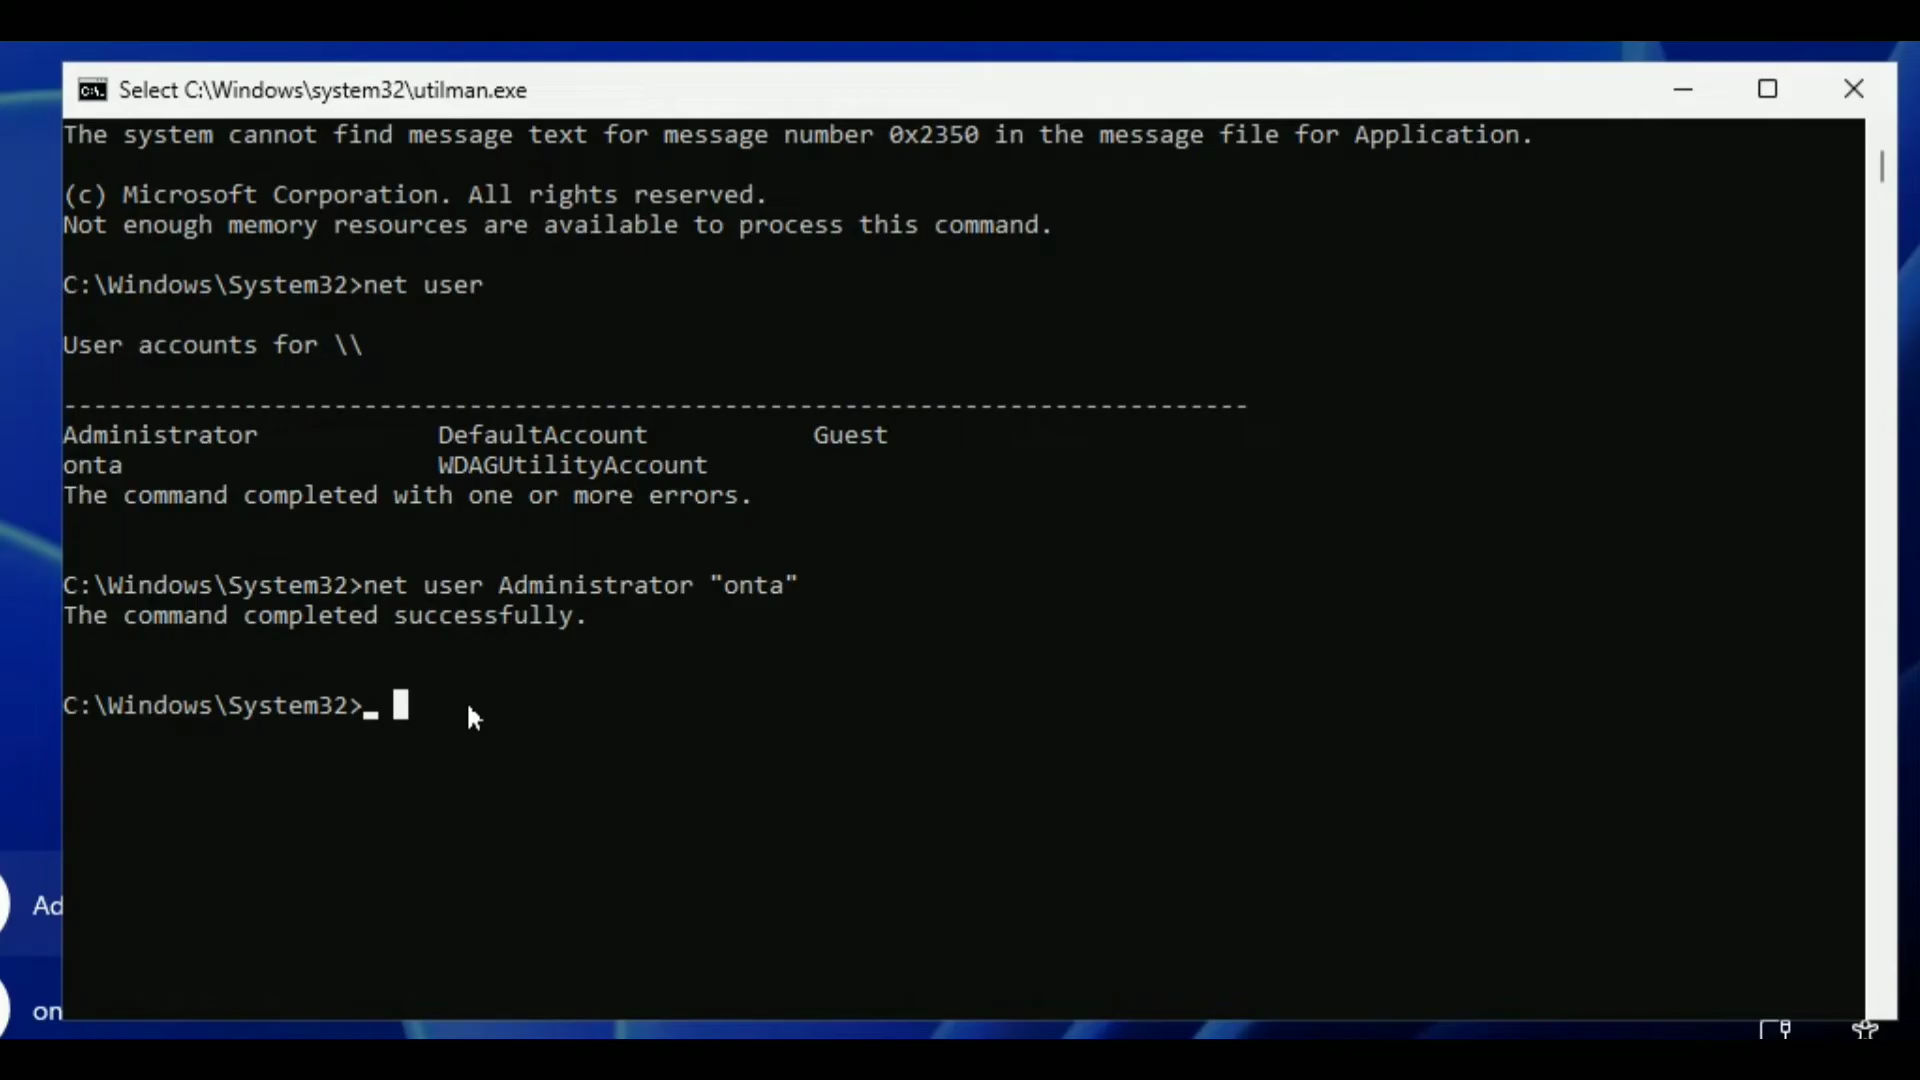 Select C:\Windows\system32\utilman.exe
The system cannot find message text for message number 0x2350 in the message file for Application.
(c) Microsoft Corporation. All rights reserved.
Not enough memory resources are available to process this command.
C:\Windows\System32>net user
User accounts for \\
-------------------------------------------------------------------------------
Administrator DefaultAccount Guest
onta WDAGUtilityAccount
The command completed with one or more errors.
C:\Windows\System32>net user Administrator "onta"
The command completed successfully.
C:\Windows\System32>
Ad
on